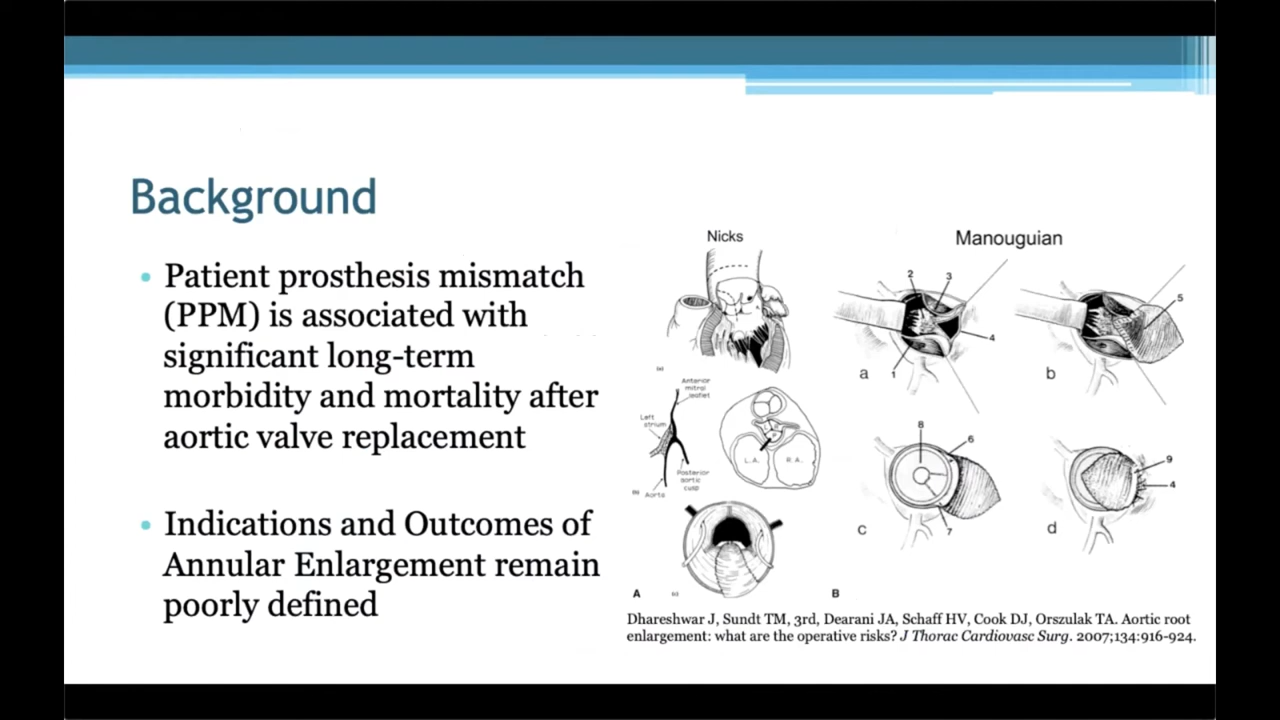 Background
• Patient prosthesis mismatch
(PPM) is associated with
significant long-term
morbidity and mortality after
aortic valve replacement
• Indications and Outcomes of
Annular Enlargement remain
poorly defined
Nicks
(a)
Anterior
mitral
leaflet
Left
atrium
Posterior
aortic
cusp
(b)
Aorta
L.A.
R.A.
(c)
A
Manouguian
2
3
4
1
a
5
b
8
6
7
c
9
4
d
B
Dhareshwar J, Sundt TM, 3rd, Dearani JA, Schaff HV, Cook DJ, Orszulak TA. Aortic root
enlargement: what are the operative risks? J Thorac Cardiovasc Surg. 2007;134:916-924.